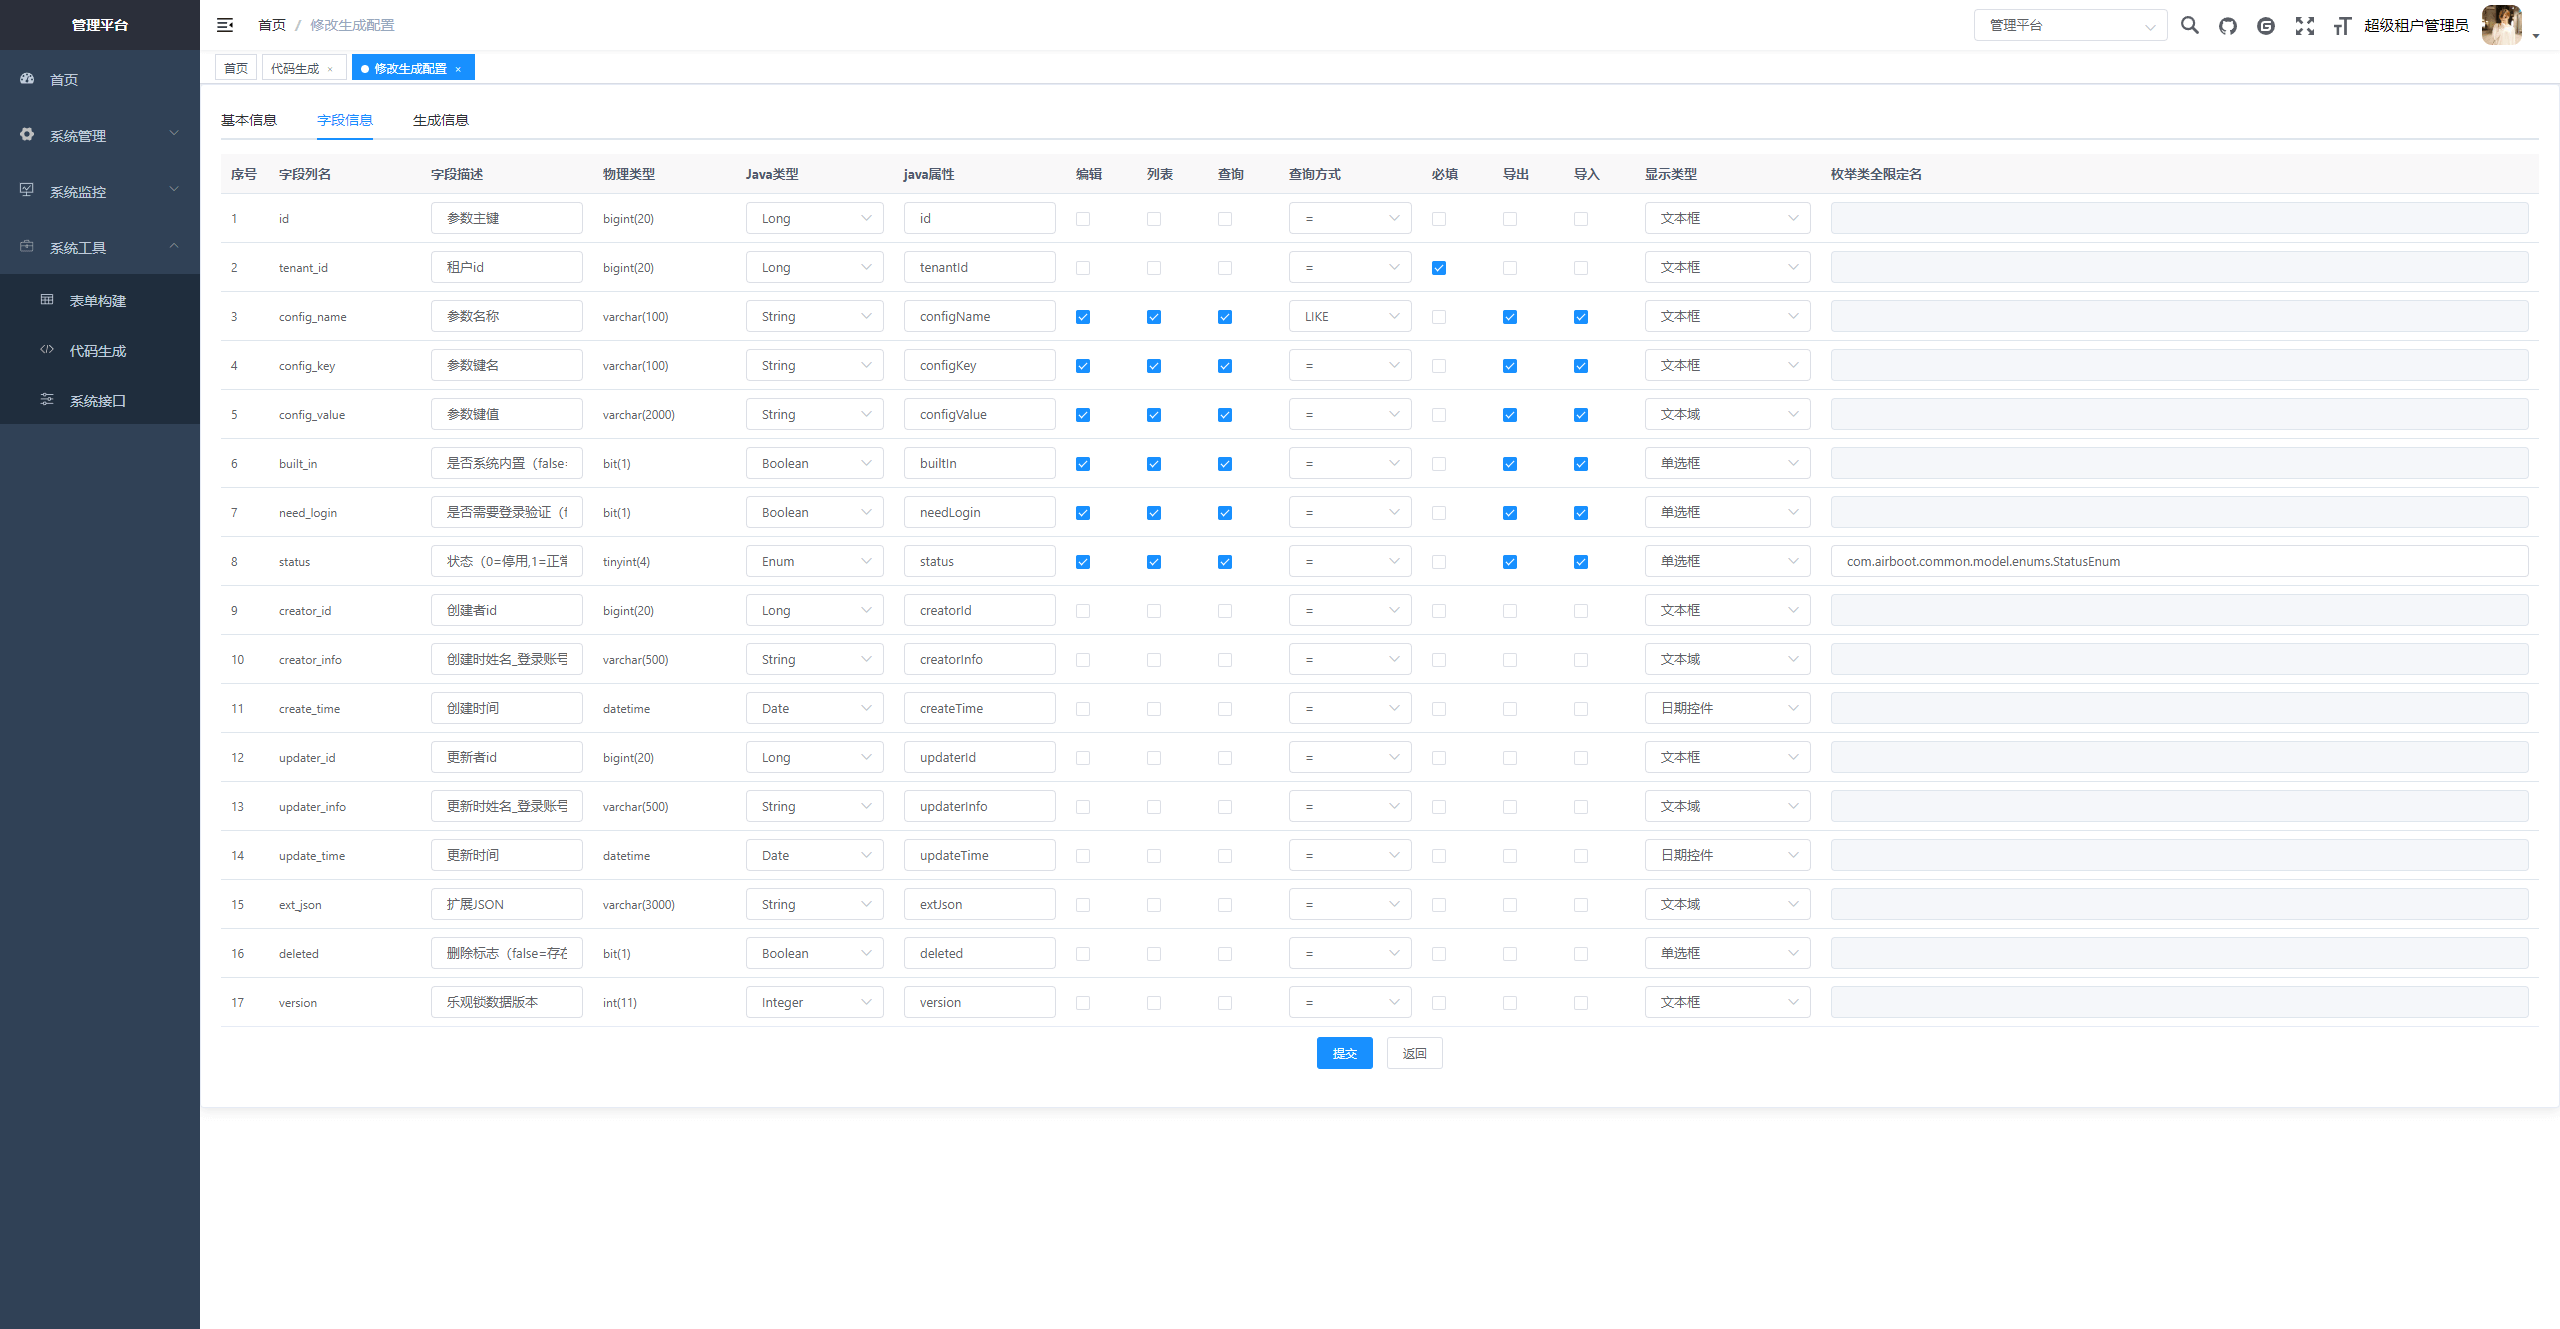 管理平台
首页 / 修改生成配置
管理平台
超级租户管理员
首页
代码生成 ×
修改生成配置 ×
首页
系统管理
系统监控
系统工具
表单构建
代码生成
系统接口
基本信息 字段信息 生成信息
序号 字段列名 字段描述 物理类型 Java类型 java属性 编辑 列表 查询 查询方式 必填 导出 导入 显示类型 枚举类全限定名
1 id 参数主键 bigint(20) Long id = 文本框
2 tenant_id 租户id bigint(20) Long tenantId = 文本框
3 config_name 参数名称 varchar(100) String configName LIKE 文本框
4 config_key 参数键名 varchar(100) String configKey = 文本框
5 config_value 参数键值 varchar(2000) String configValue = 文本域
6 built_in 是否系统内置（false= bit(1) Boolean builtIn = 单选框
7 need_login 是否需要登录验证（f bit(1) Boolean needLogin = 单选框
8 status 状态（0=停用,1=正常 tinyint(4) Enum status = 单选框 com.airboot.common.model.enums.StatusEnum
9 creator_id 创建者id bigint(20) Long creatorId = 文本框
10 creator_info 创建时姓名_登录账号 varchar(500) String creatorInfo = 文本域
11 create_time 创建时间 datetime Date createTime = 日期控件
12 updater_id 更新者id bigint(20) Long updaterId = 文本框
13 updater_info 更新时姓名_登录账号 varchar(500) String updaterInfo = 文本域
14 update_time 更新时间 datetime Date updateTime = 日期控件
15 ext_json 扩展JSON varchar(3000) String extJson = 文本域
16 deleted 删除标志（false=存在 bit(1) Boolean deleted = 单选框
17 version 乐观锁数据版本 int(11) Integer version = 文本框
提交 返回